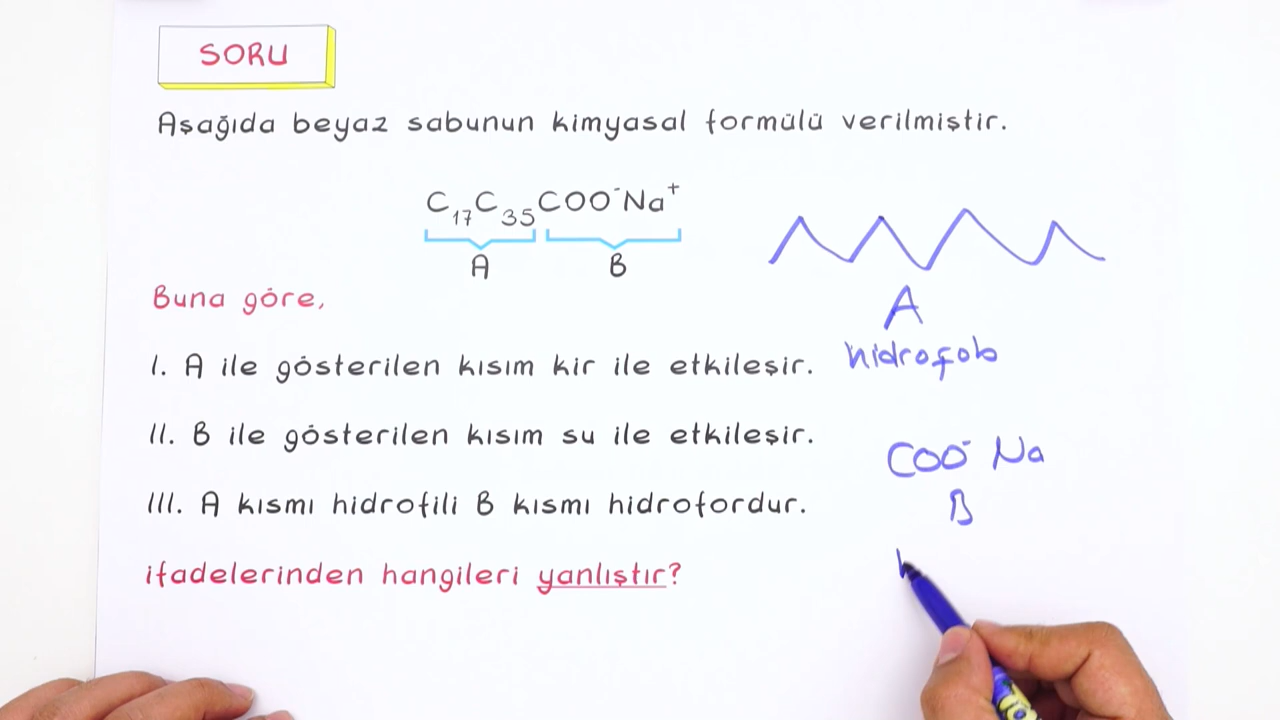 SORU
Aşağıda beyaz sabunun kimyasal formülü verilmiştir.
C₁₇C₃₅COO⁻Na⁺
A B
Buna göre,
I. A ile gösterilen kısım kir ile etkileşir.
II. B ile gösterilen kısım su ile etkileşir.
III. A kısmı hidrofili B kısmı hidrofordur.
ifadelerinden hangileri yanlıştır?
A
hidrofob
COO⁻ Na
B